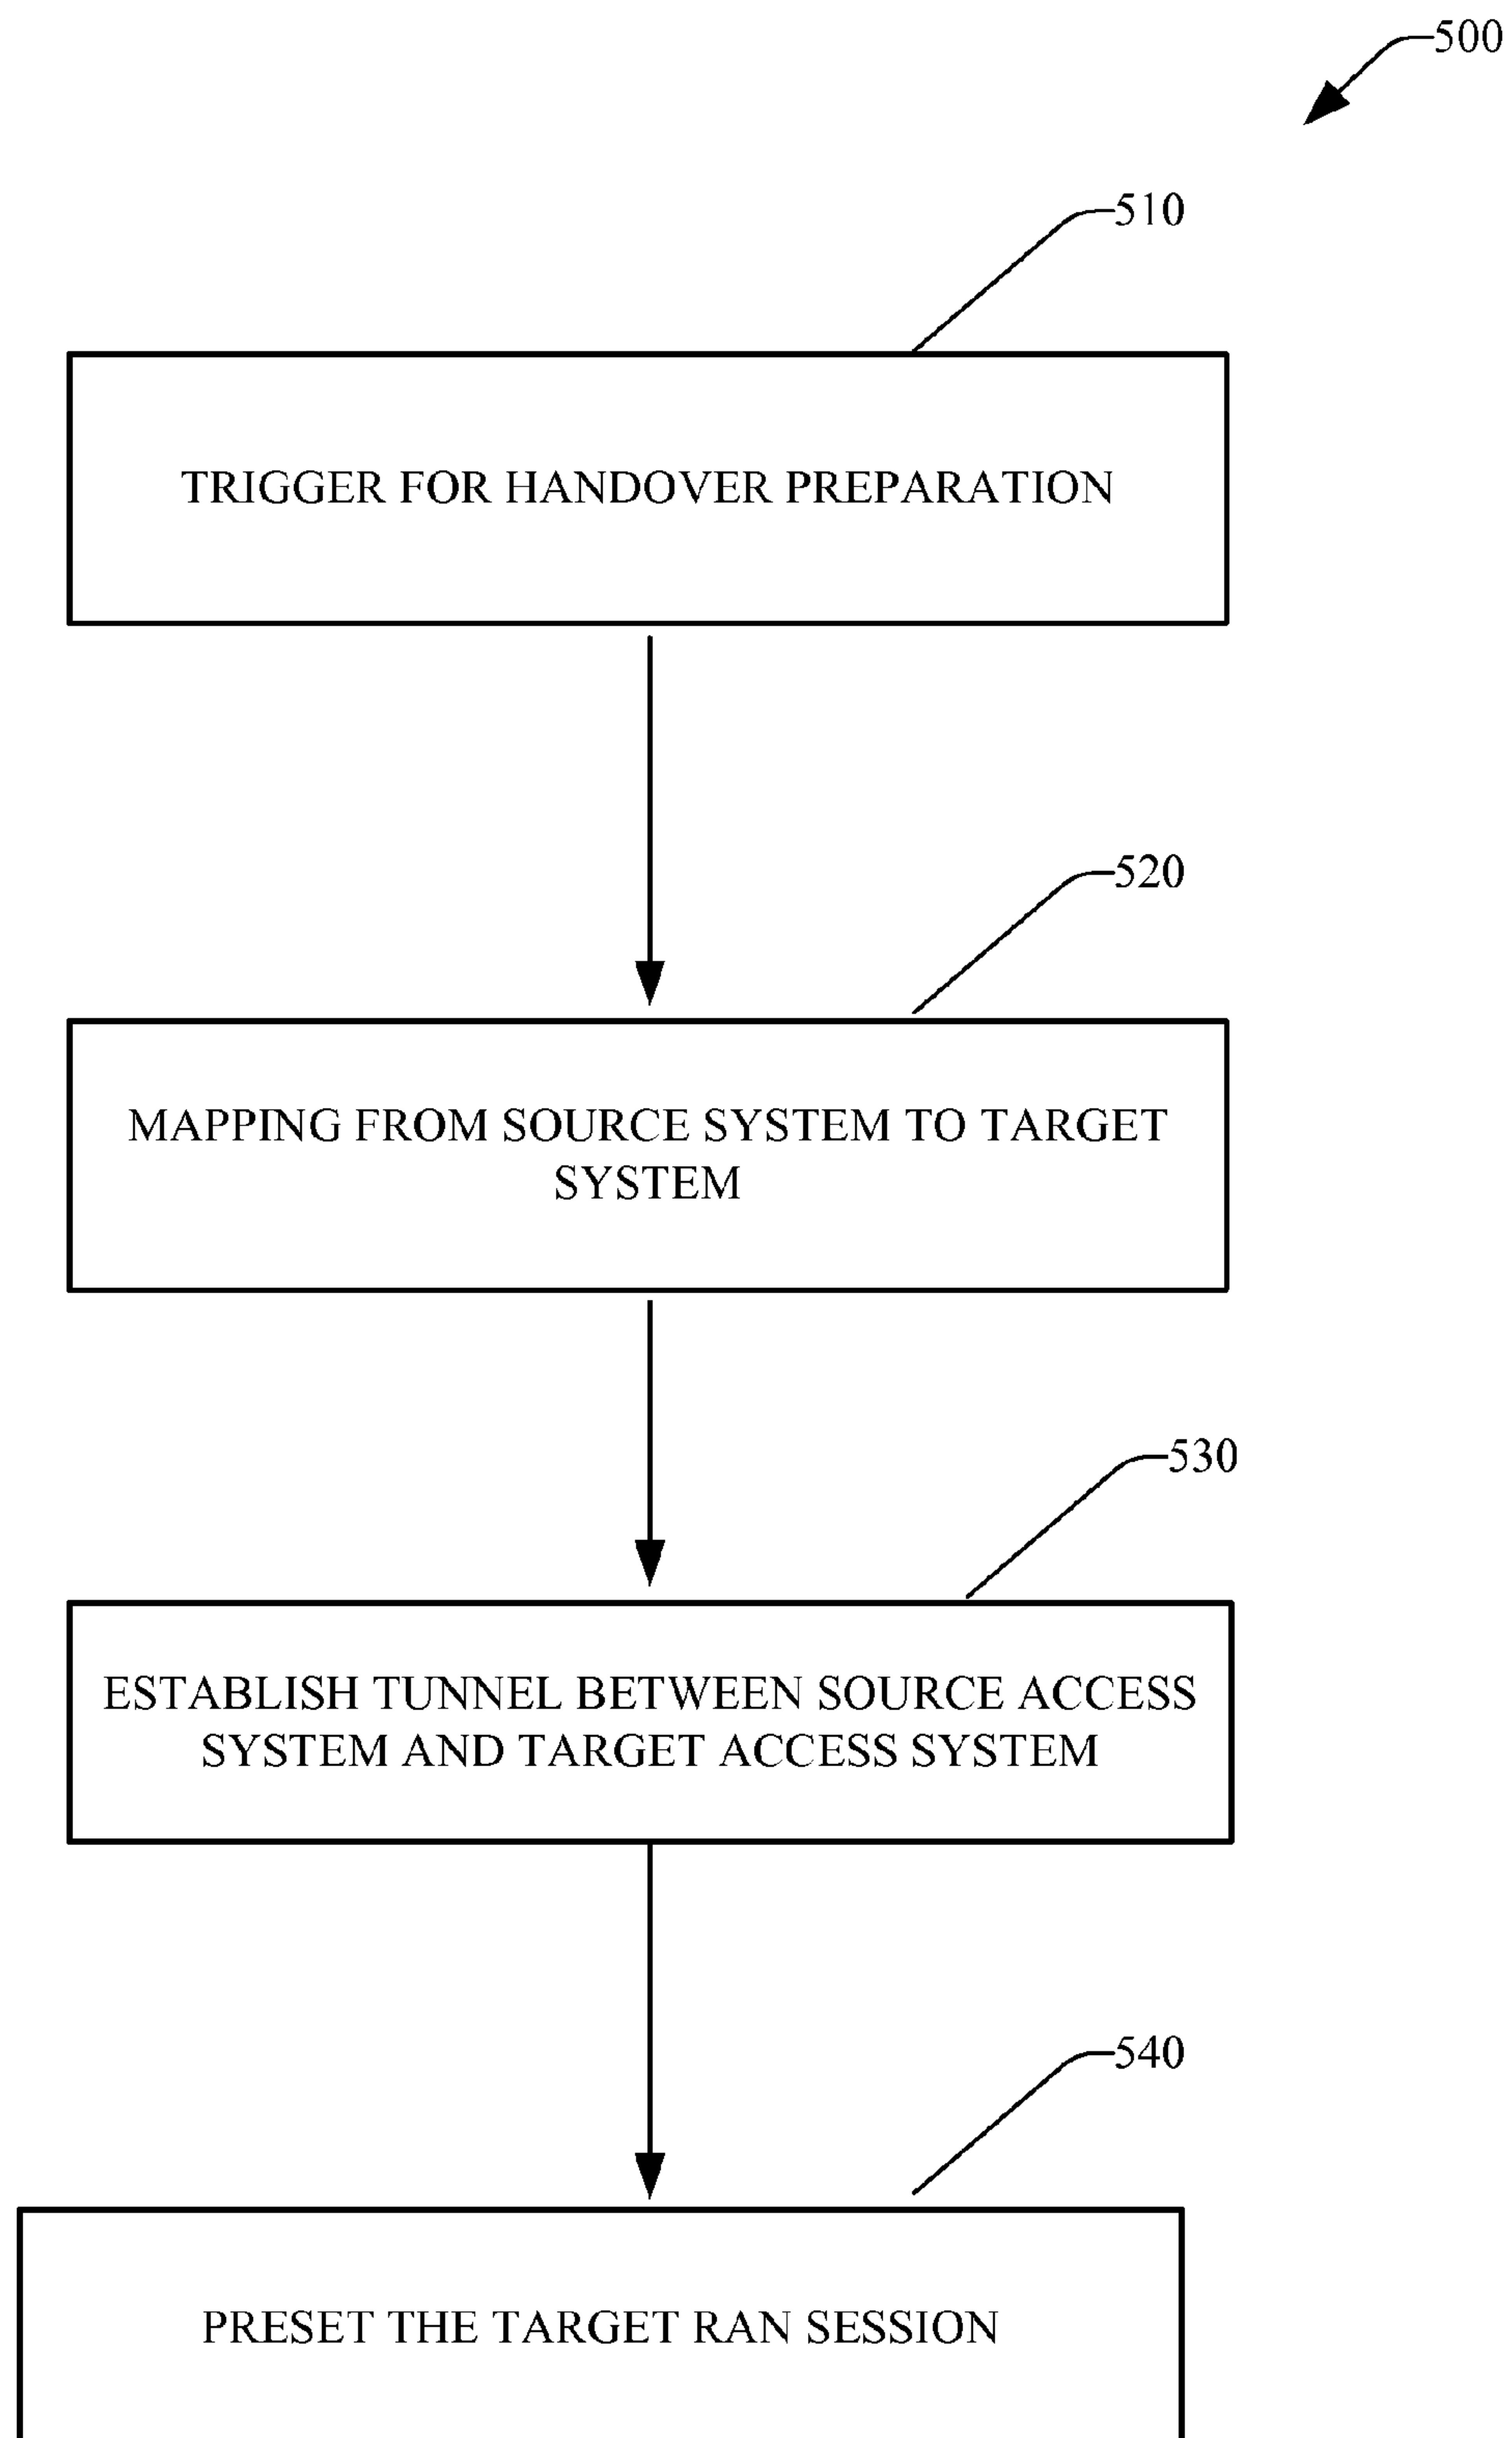 500
510
TRIGGER FOR HANDOVER PREPARATION
520
MAPPING FROM SOURCE SYSTEM TO TARGET
SYSTEM
530
ESTABLISH TUNNEL BETWEEN SOURCE ACCESS
SYSTEM AND TARGET ACCESS SYSTEM
540
PRESET THE TARGET RAN SESSION